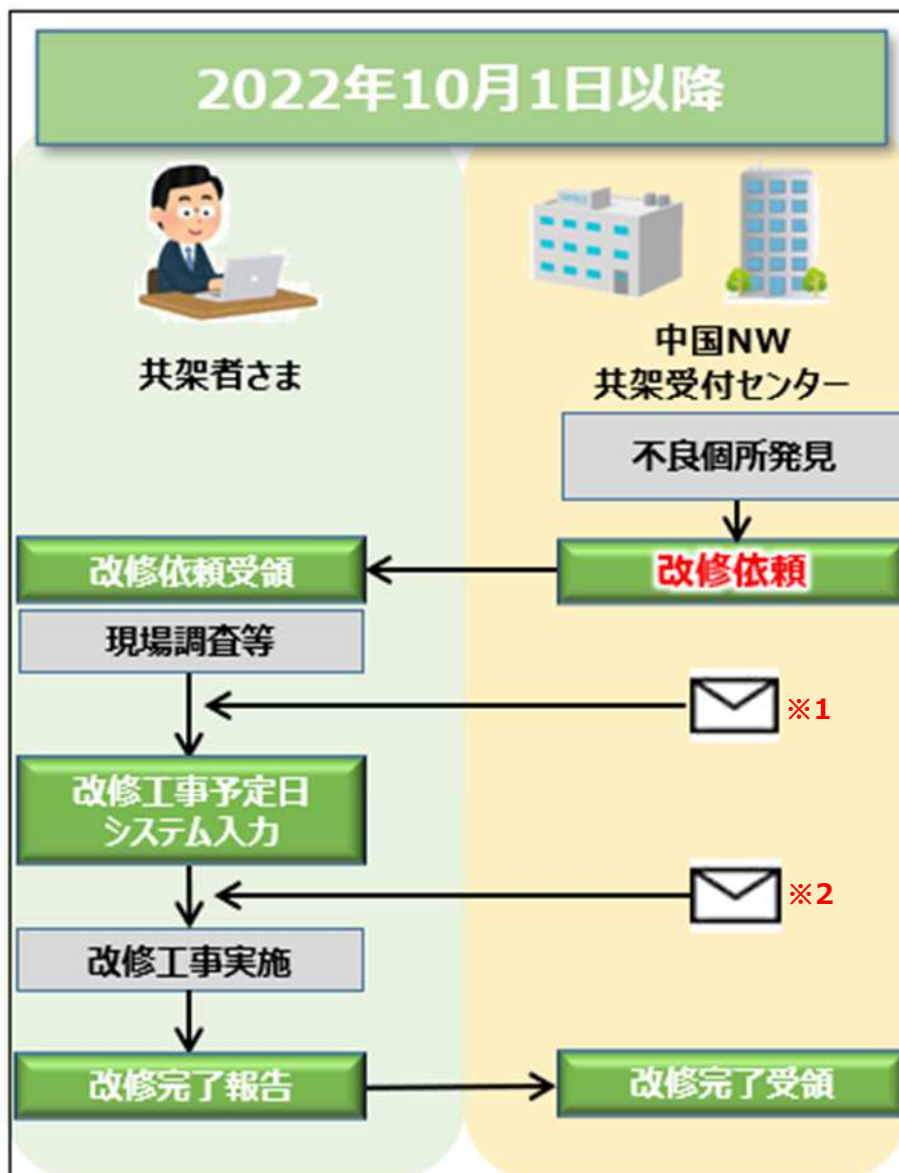 2022年10月1日以降
共架者さま
中国NW
共架受付センター
不良個所発見
改修依頼
改修依頼受領
現場調査等
※1
改修工事予定日
システム入力
※2
改修工事実施
改修完了報告
改修完了受領